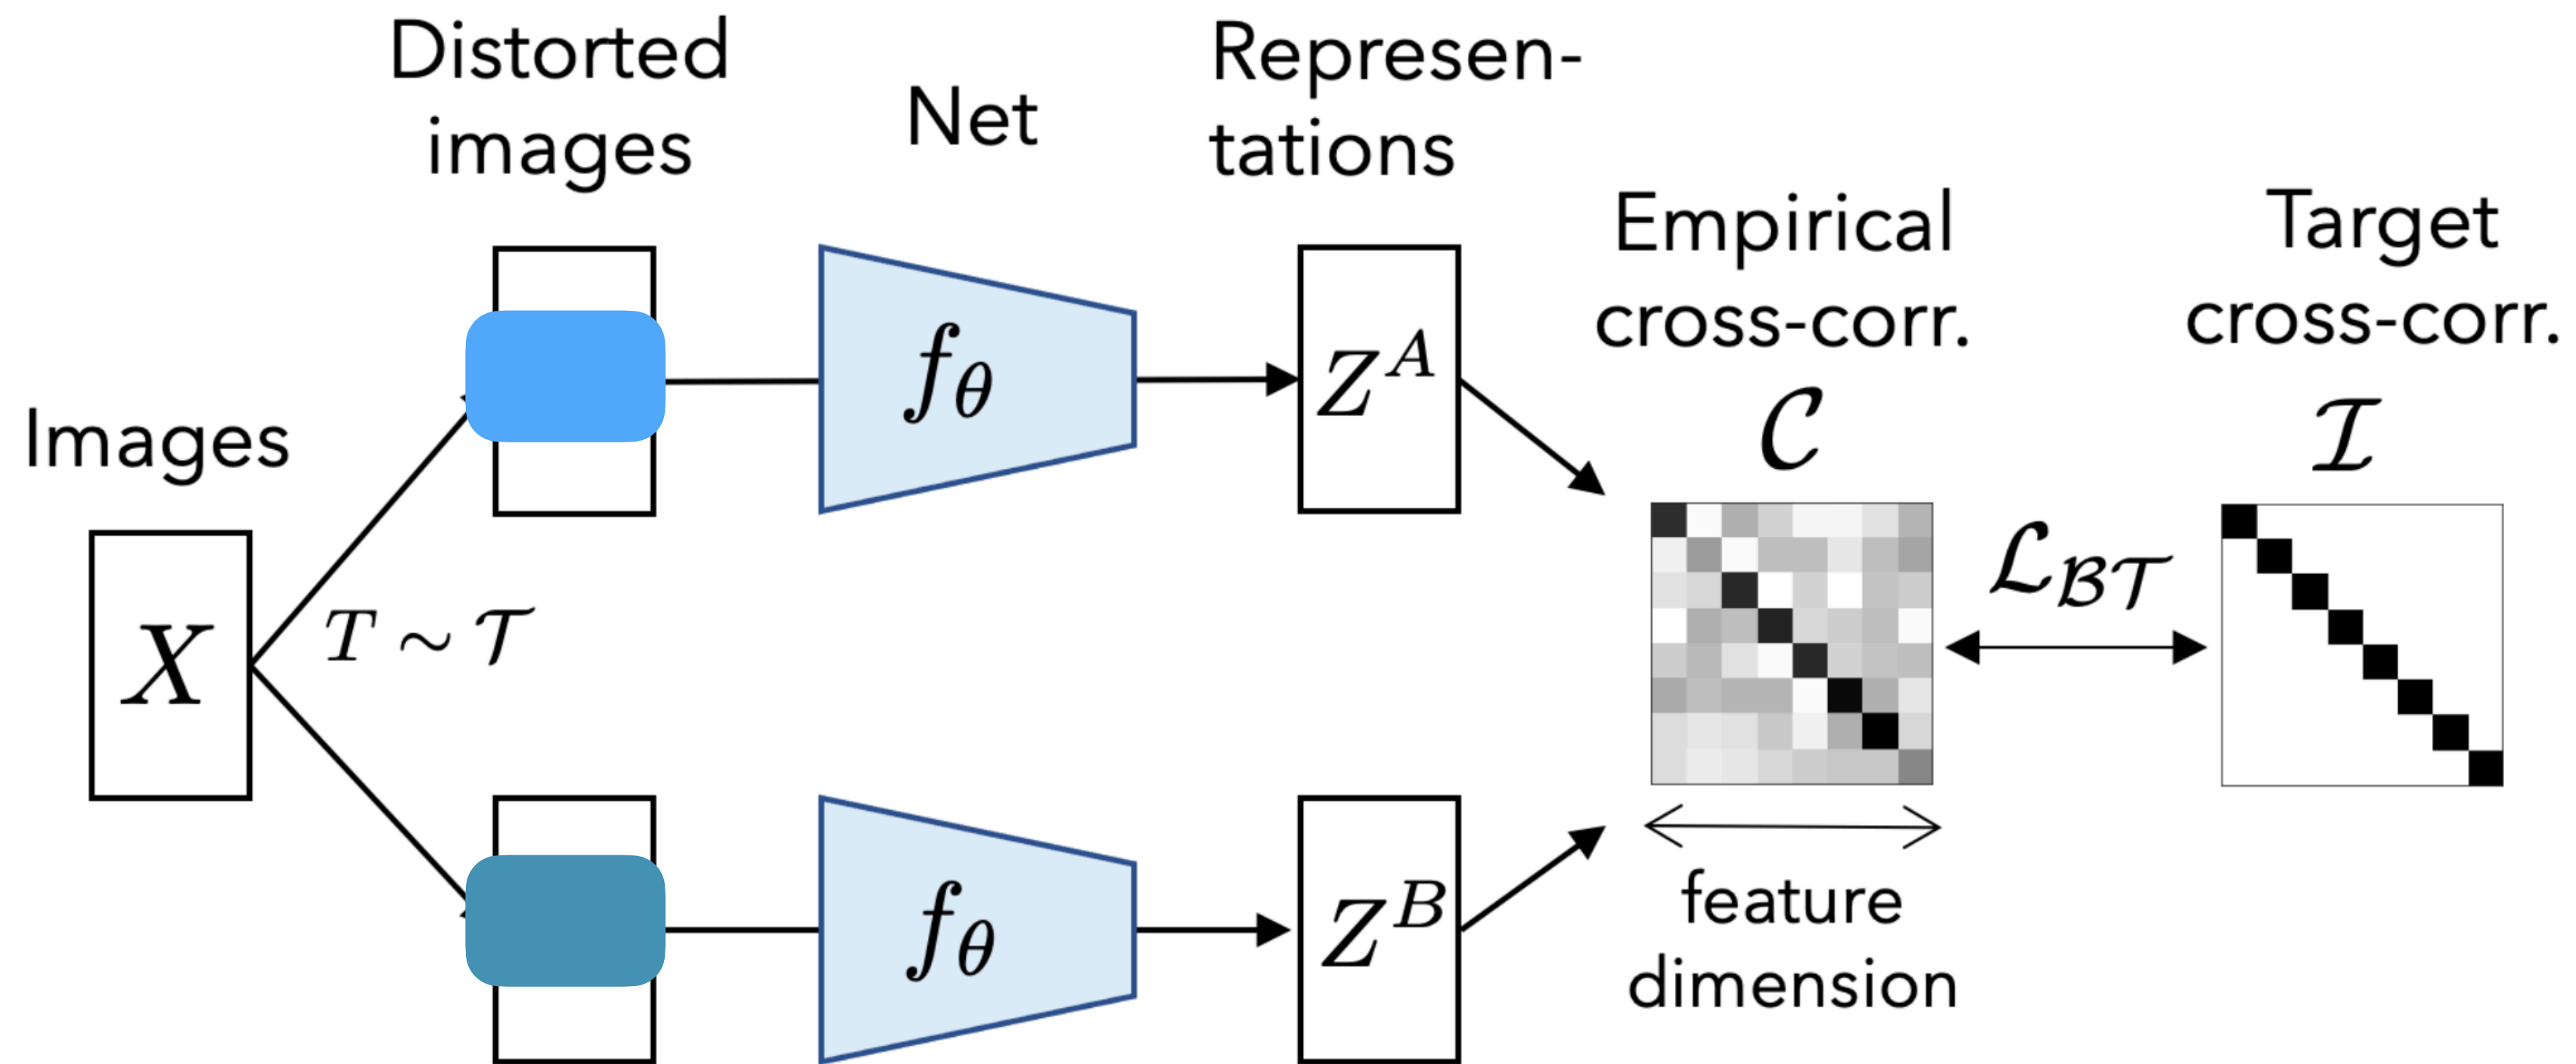 Distorted
images
Net
Represen-
tations
Empirical
cross-corr.
Target
cross-corr.
Images
X
T ~ 𝒯
f_θ
Z^A
𝒞
ℐ
ℒ_ℬ𝒯
f_θ
Z^B
feature
dimension